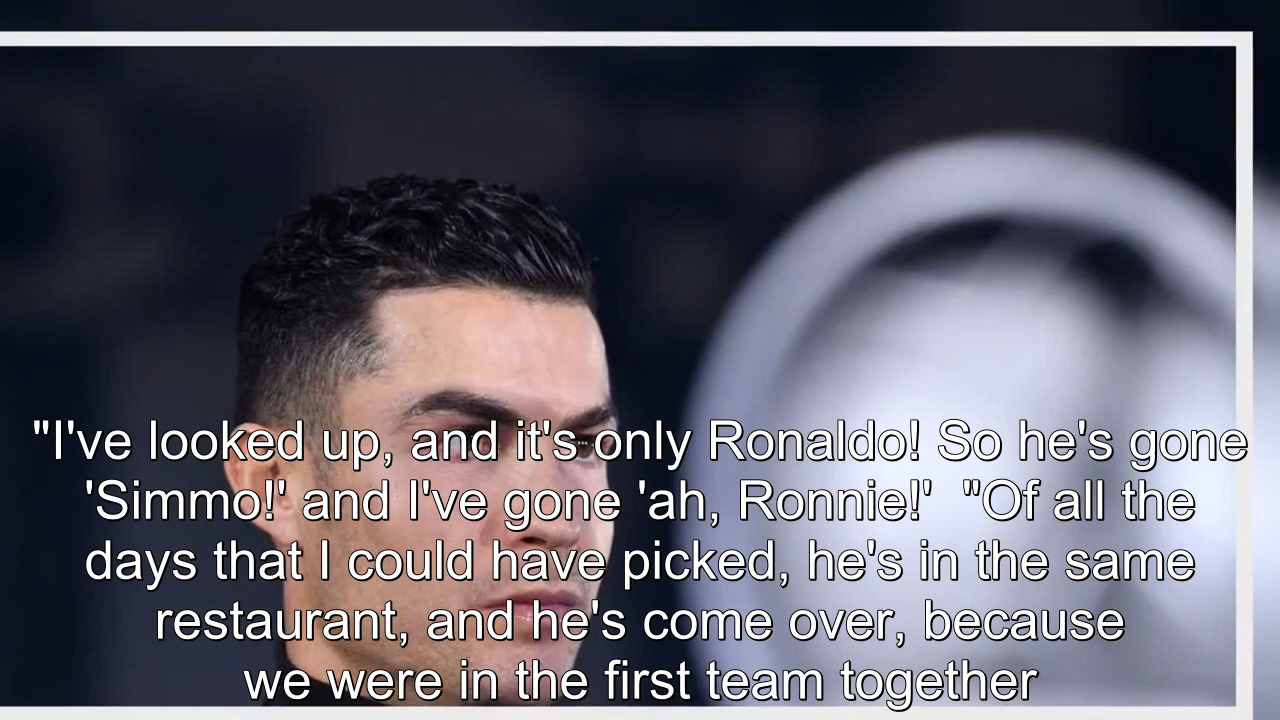 "I've looked up, and it's only Ronaldo! So he's gone
'Simmo!' and I've gone 'ah, Ronnie!'  "Of all the
days that I could have picked, he's in the same
restaurant, and he's come over, because
we were in the first team together